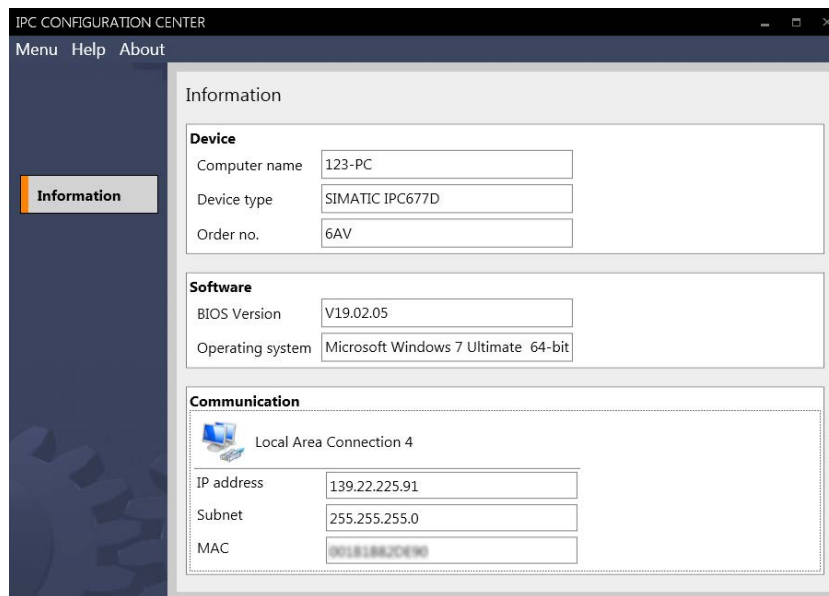 IPC CONFIGURATION CENTER
Menu Help About
Information
Information
Device
Computer name 123-PC
Device type SIMATIC IPC677D
Order no. 6AV
Software
BIOS Version V19.02.05
Operating system Microsoft Windows 7 Ultimate 64-bit
Communication
Local Area Connection 4
IP address 139.22.225.91
Subnet 255.255.255.0
MAC